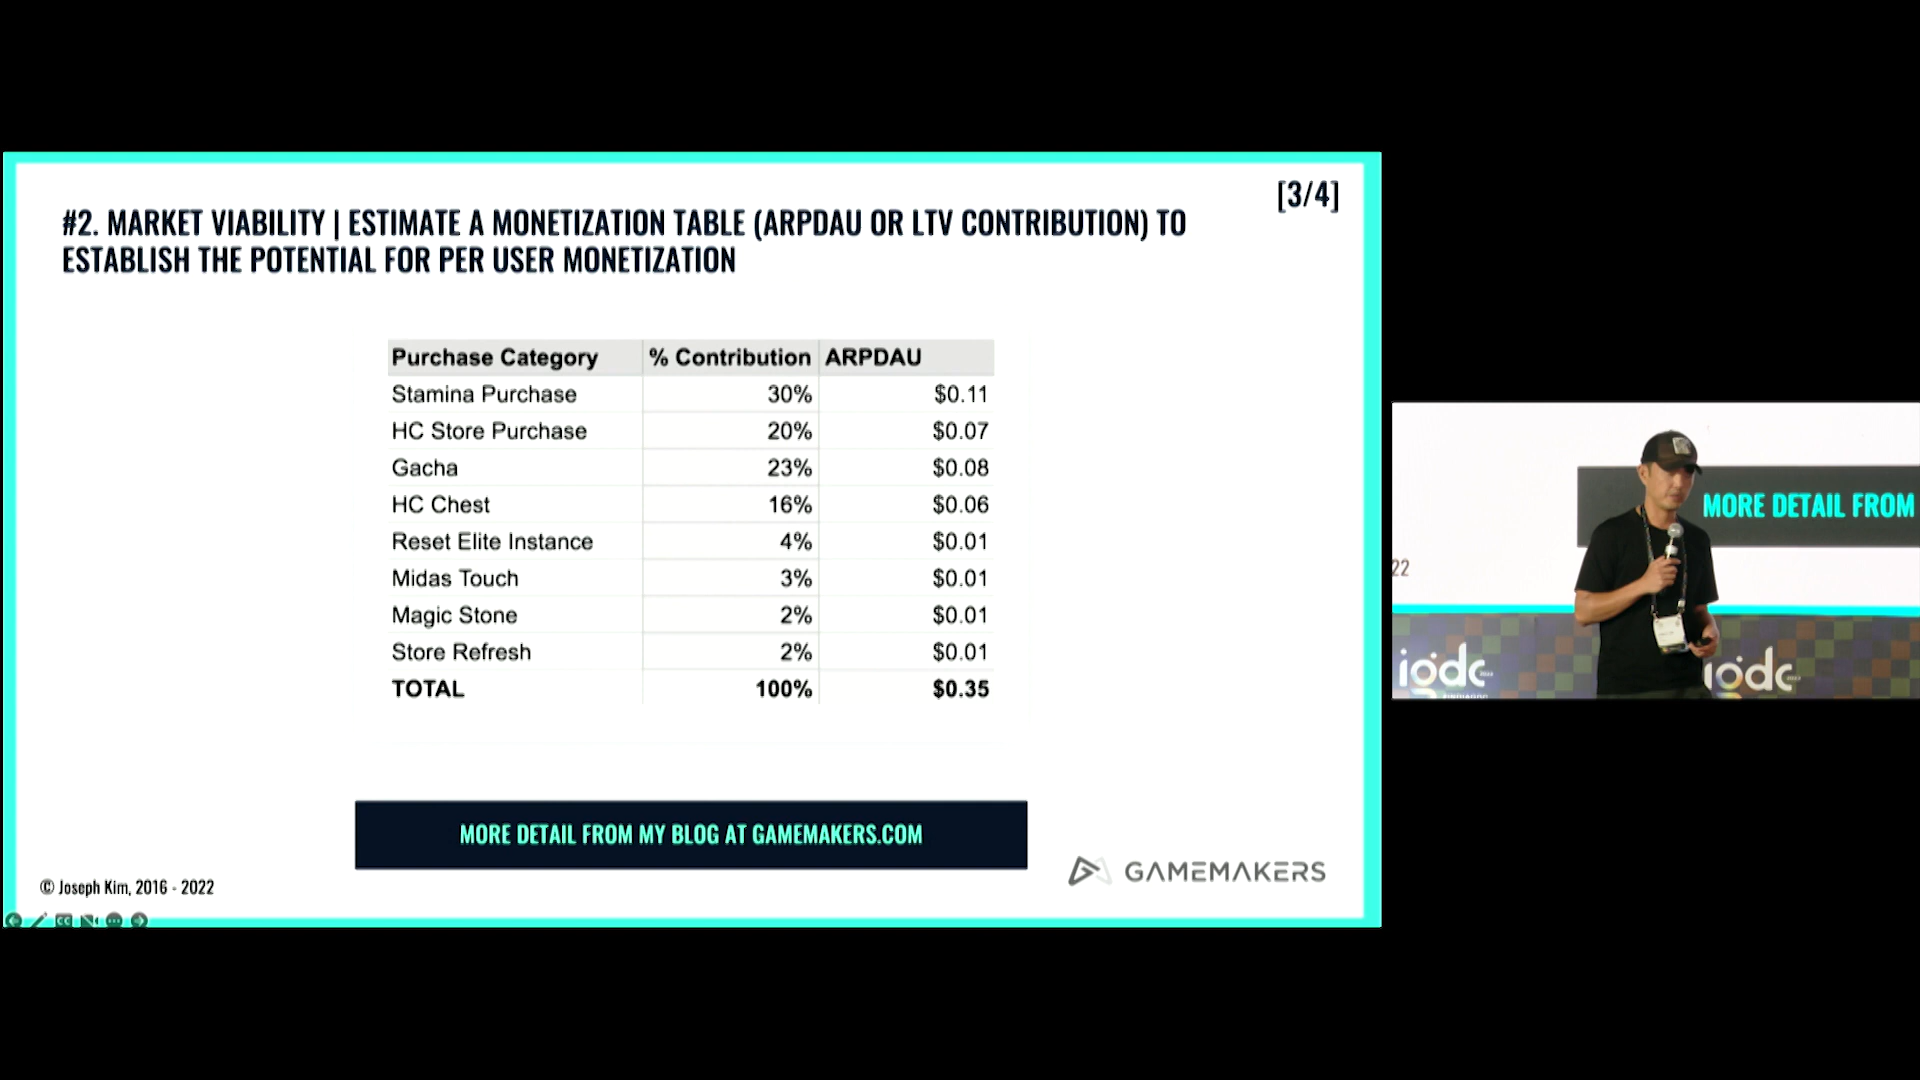 [3/4]
#2. MARKET VIABILITY | ESTIMATE A MONETIZATION TABLE (ARPDAU OR LTV CONTRIBUTION) TO
ESTABLISH THE POTENTIAL FOR PER USER MONETIZATION
Purchase Category % Contribution ARPDAU
Stamina Purchase 30% $0.11
HC Store Purchase 20% $0.07
Gacha 23% $0.08
HC Chest 16% $0.06
Reset Elite Instance 4% $0.01
Midas Touch 3% $0.01
Magic Stone 2% $0.01
Store Refresh 2% $0.01
TOTAL 100% $0.35
MORE DETAIL FROM MY BLOG AT GAMEMAKERS.COM
GAMEMAKERS
© Joseph Kim, 2016 - 2022
CC
MORE DETAIL FROM
22
igdc
igdc